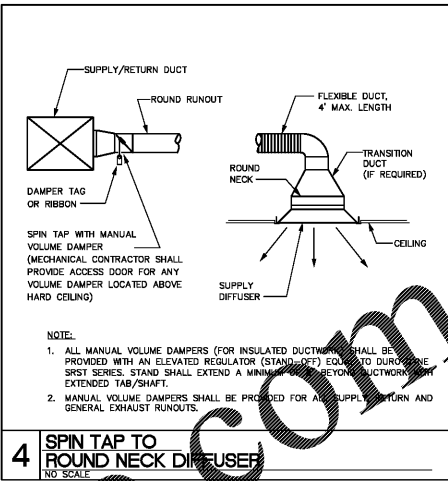 SUPPLY/RETURN DUCT
ROUND RUNOUT
DAMPER TAG
OR RIBBON
SPIN TAP WITH MANUAL
VOLUME DAMPER
(MECHANICAL CONTRACTOR SHALL
PROVIDE ACCESS DOOR FOR ANY
VOLUME DAMPER LOCATED ABOVE
HARD CEILING)
FLEXIBLE DUCT,
4' MAX. LENGTH
TRANSITION
DUCT
(IF REQUIRED)
ROUND
NECK
CEILING
SUPPLY
DIFFUSER
NOTE:
1. ALL MANUAL VOLUME DAMPERS (FOR INSULATED DUCTWORK) SHALL BE
PROVIDED WITH AN ELEVATED REGULATOR (STAND-OFF) EQUAL TO DURO DYNE
SRST SERIES. STAND SHALL EXTEND A MINIMUM OF BEYOND DUCTWORK WITH
EXTENDED TAB/SHAFT.
2. MANUAL VOLUME DAMPERS SHALL BE PROVIDED FOR ALL SUPPLY, RETURN AND
GENERAL EXHAUST RUNOUTS.
4 SPIN TAP TO
ROUND NECK DIFFUSER
NO SCALE
com